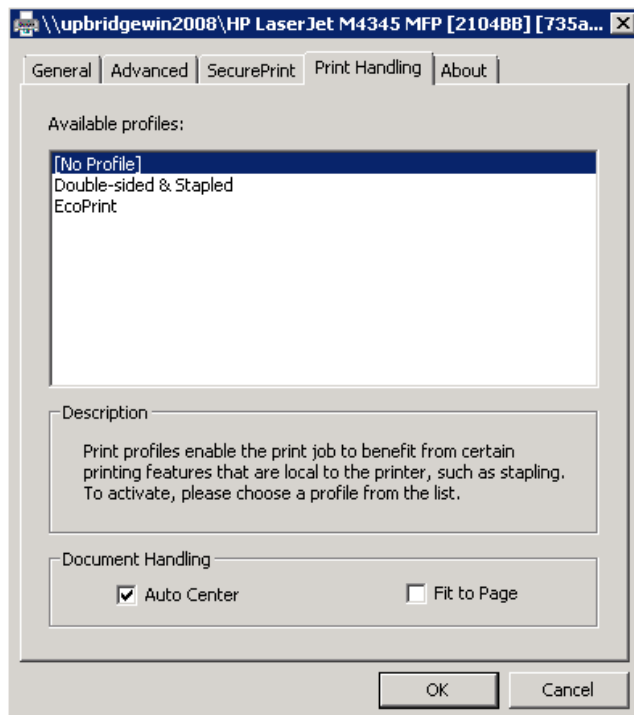 \\upbridgewin2008\HP LaserJet M4345 MFP [2104BB] [735a...
General Advanced SecurePrint Print Handling About
Available profiles:
[No Profile]
Double-sided & Stapled
EcoPrint
Description
Print profiles enable the print job to benefit from certain
printing features that are local to the printer, such as stapling.
To activate, please choose a profile from the list.
Document Handling
Auto Center Fit to Page
OK Cancel